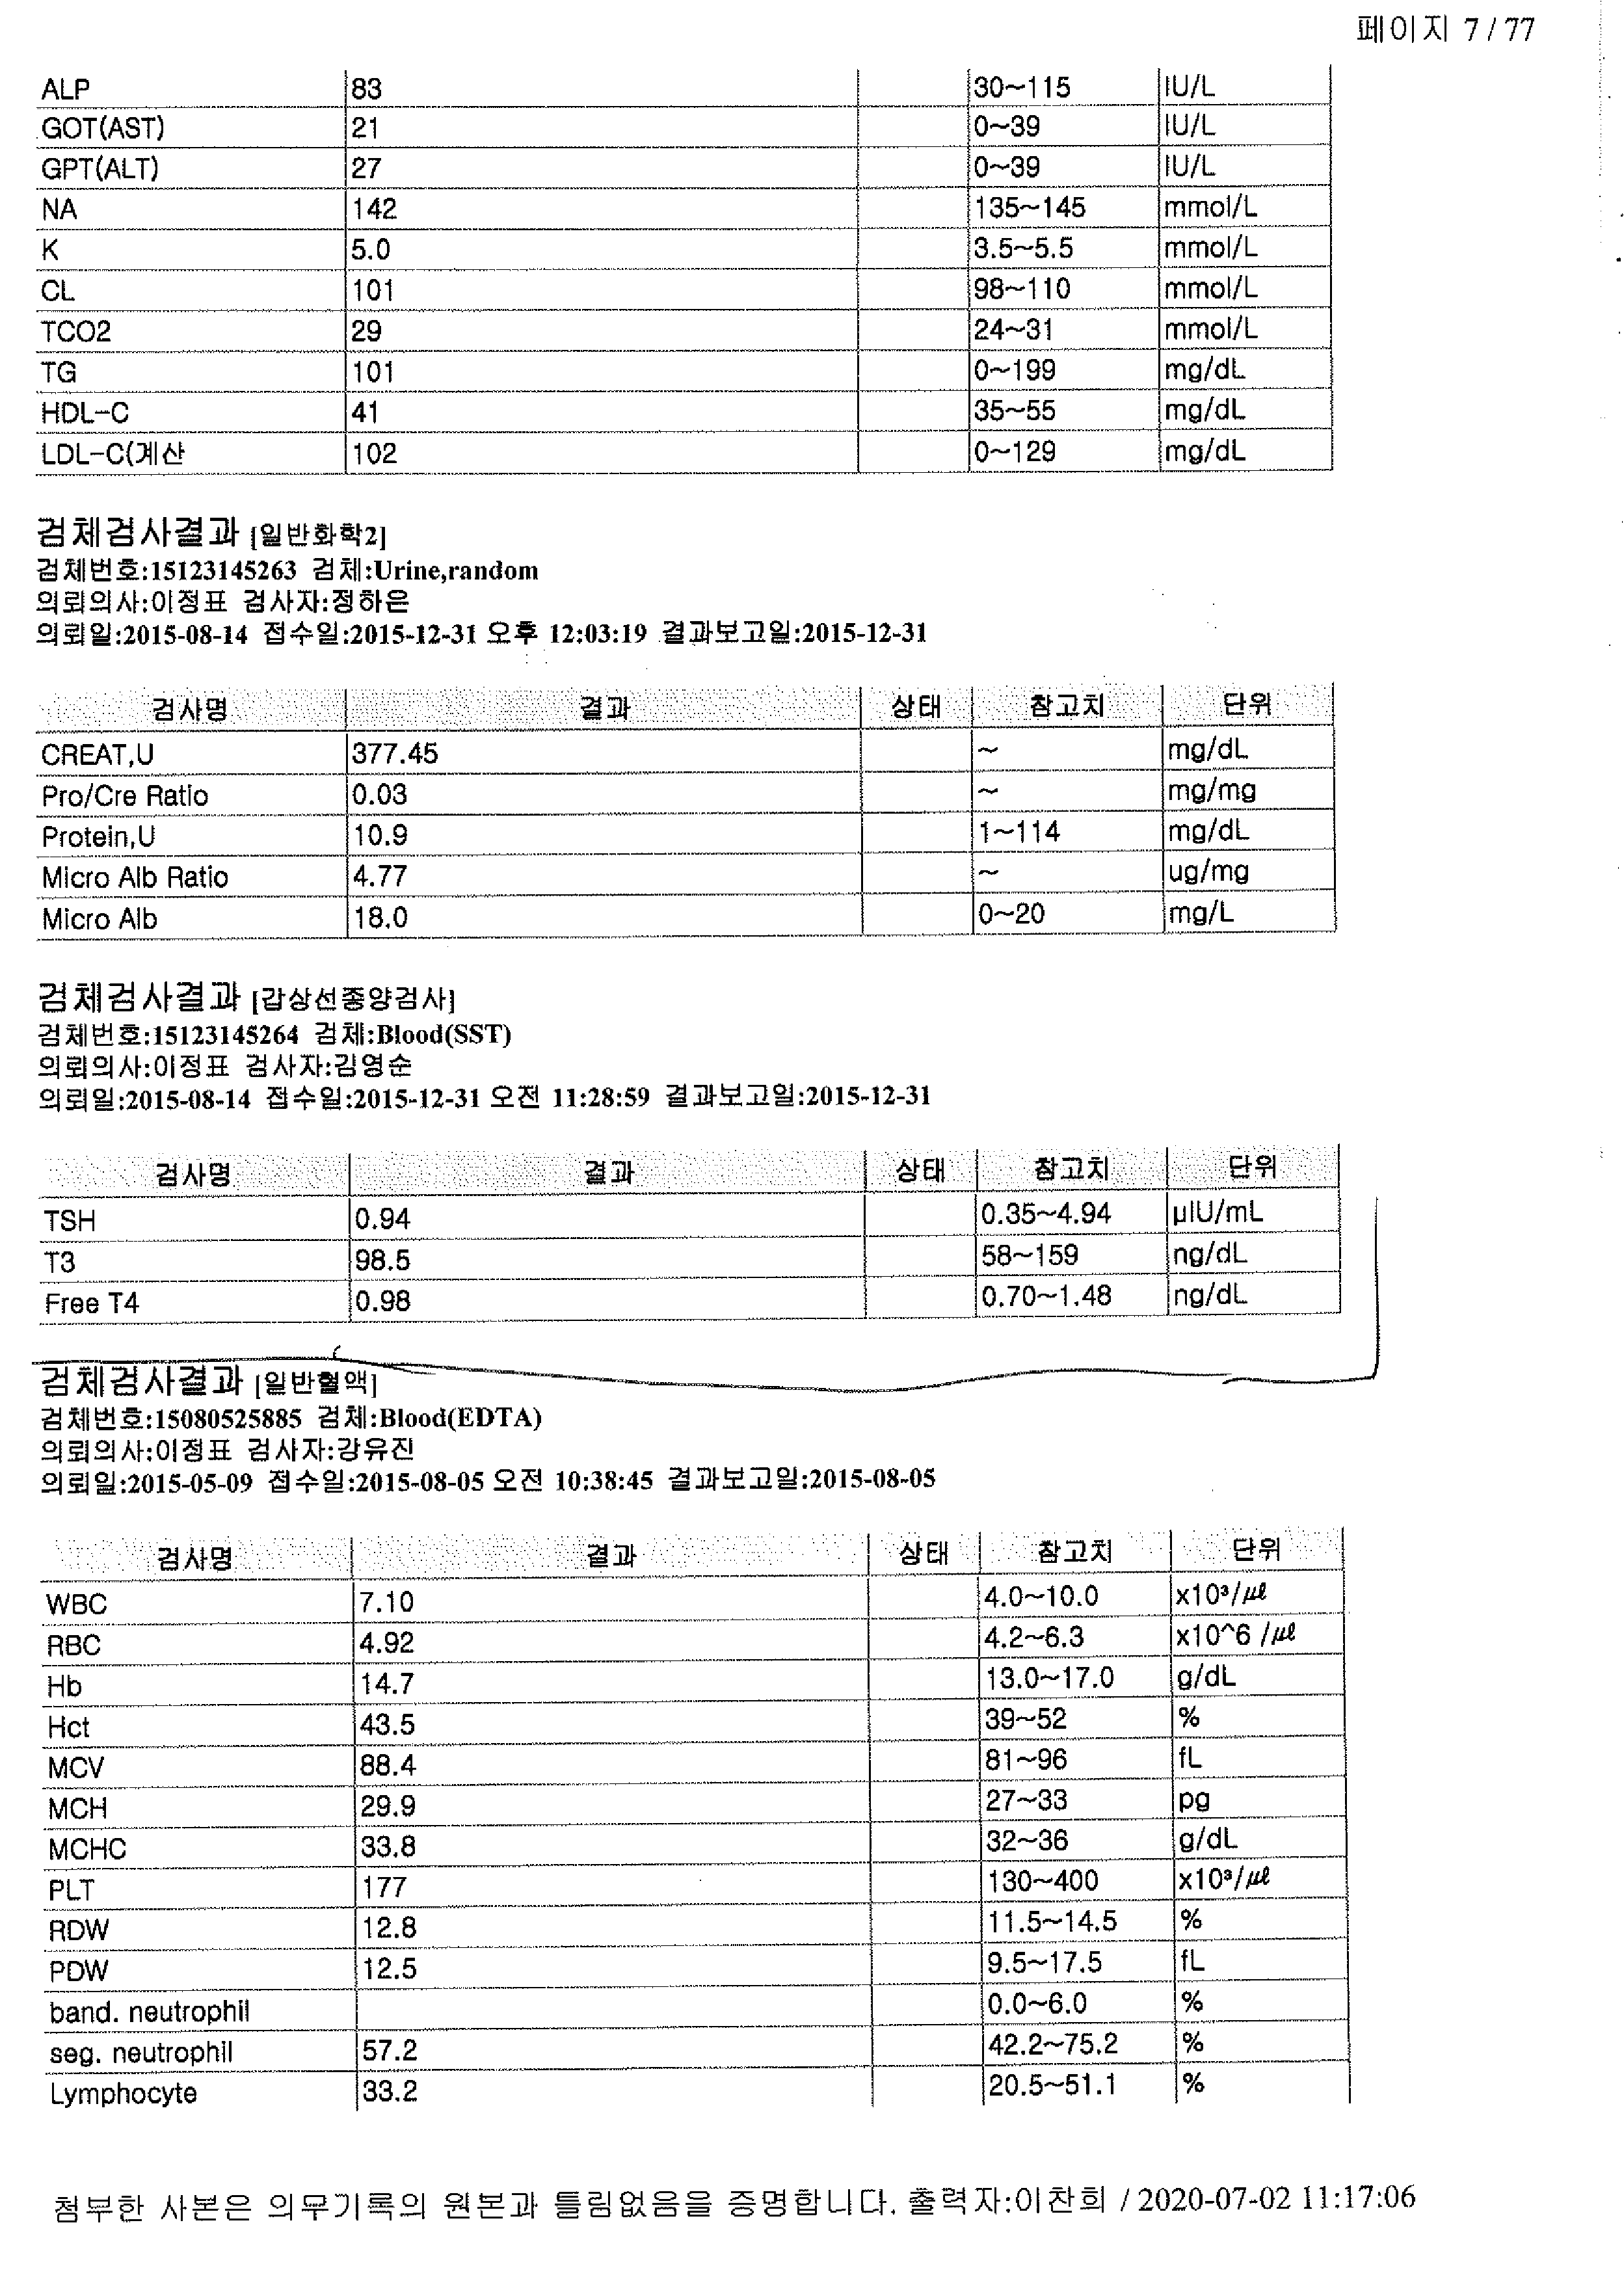 페이지 7 / 77
ALP 83 30~115 IU/L
GOT(AST) 21 0~39 IU/L
GPT(ALT) 27 0~39 IU/L
NA 142 135~145 mmol/L
K 5.0 3.5~5.5 mmol/L
CL 101 98~110 mmol/L
TCO2 29 24~31 mmol/L
TG 101 0~199 mg/dL
HDL-C 41 35~55 mg/dL
LDL-C(계산 102 0~129 mg/dL
검체검사결과 [일반화학2]
검체번호:15123145263 검체:Urine,random
의뢰의사:이정표 검사자:정하은
의뢰일:2015-08-14 접수일:2015-12-31 오후 12:03:19 결과보고일:2015-12-31
검사명 결과 상태 참고치 단위
CREAT,U 377.45 ~ mg/dL
Pro/Cre Ratio 0.03 ~ mg/mg
Protein,U 10.9 1~114 mg/dL
Micro Alb Ratio 4.77 ~ ug/mg
Micro Alb 18.0 0~20 mg/L
검체검사결과 [갑상선종양검사]
검체번호:15123145264 검체:Blood(SST)
의뢰의사:이정표 검사자:김영순
의뢰일:2015-08-14 접수일:2015-12-31 오전 11:28:59 결과보고일:2015-12-31
검사명 결과 상태 참고치 단위
TSH 0.94 0.35~4.94 µIU/mL
T3 98.5 58~159 ng/dL
Free T4 0.98 0.70~1.48 ng/dL
검체검사결과 [일반혈액]
검체번호:15080525885 검체:Blood(EDTA)
의뢰의사:이정표 검사자:강유진
의뢰일:2015-05-09 접수일:2015-08-05 오전 10:38:45 결과보고일:2015-08-05
검사명 결과 상태 참고치 단위
WBC 7.10 4.0~10.0 x10³/㎕
RBC 4.92 4.2~6.3 x10^6 /㎕
Hb 14.7 13.0~17.0 g/dL
Hct 43.5 39~52 %
MCV 88.4 81~96 fL
MCH 29.9 27~33 pg
MCHC 33.8 32~36 g/dL
PLT 177 130~400 x10³/㎕
RDW 12.8 11.5~14.5 %
PDW 12.5 9.5~17.5 fL
band. neutrophil 0.0~6.0 %
seg. neutrophil 57.2 42.2~75.2 %
Lymphocyte 33.2 20.5~51.1 %
첨부한 사본은 의무기록의 원본과 틀림없음을 증명합니다. 출력자:이찬희 / 2020-07-02 11:17:06